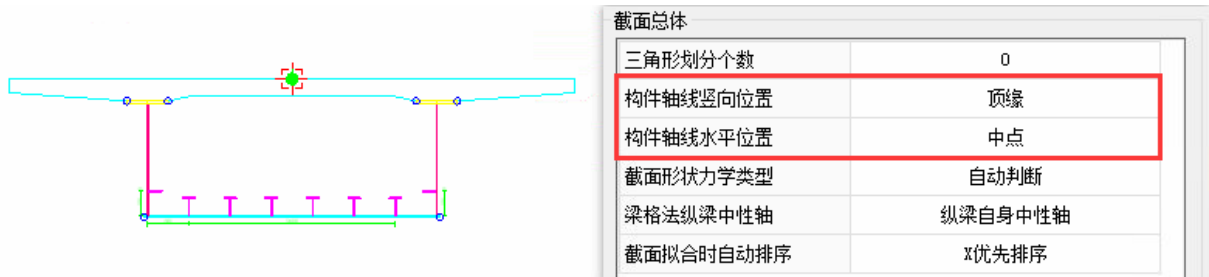 截面总体
三角形划分个数 0
构件轴线竖向位置 顶缘
构件轴线水平位置 中点
截面形状力学类型 自动判断
梁格法纵梁中性轴 纵梁自身中性轴
截面拟合时自动排序 X优先排序